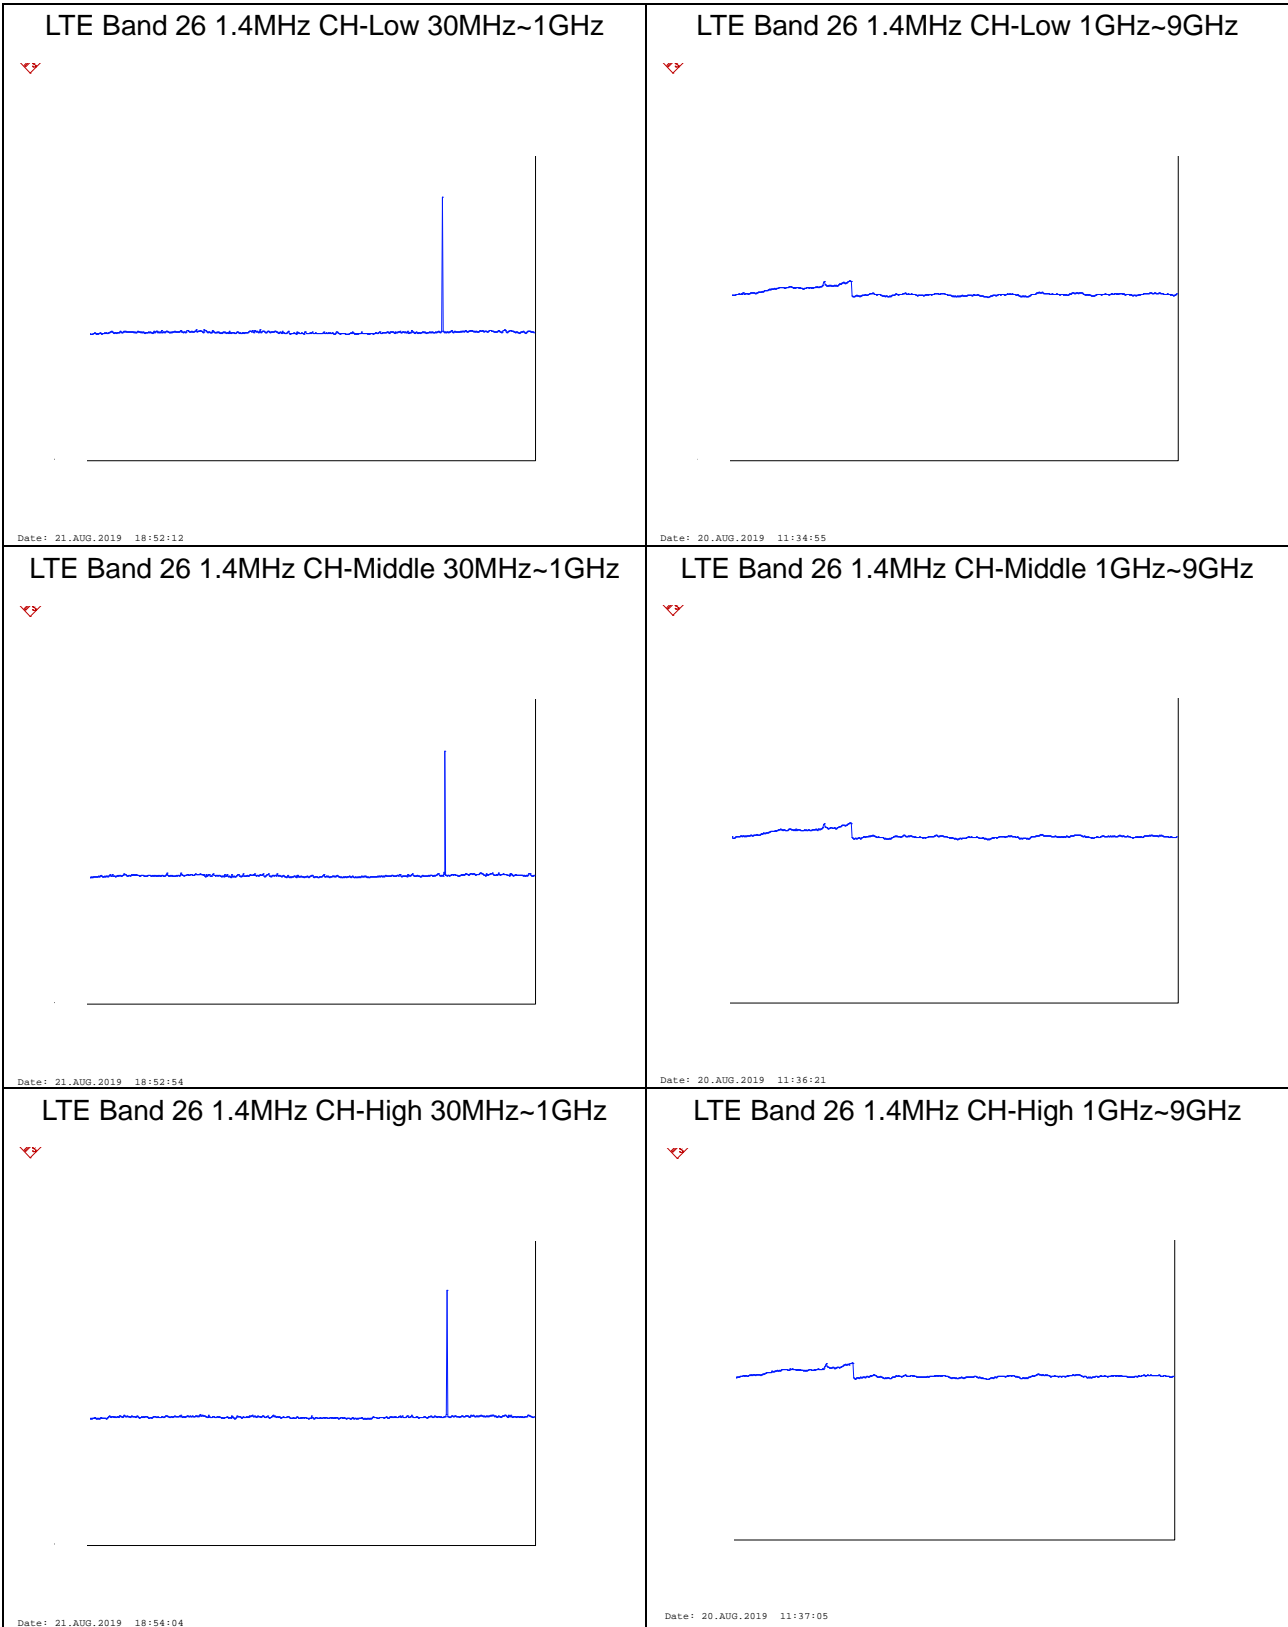 LTE Band 26 1.4MHz CH-Low 30MHz~1GHz
LTE Band 26 1.4MHz CH-Low 1GHz~9GHz
Date: 21.AUG.2019 18:52:12
Date: 20.AUG.2019 11:34:55
LTE Band 26 1.4MHz CH-Middle 30MHz~1GHz
LTE Band 26 1.4MHz CH-Middle 1GHz~9GHz
Date: 21.AUG.2019 18:52:54
Date: 20.AUG.2019 11:36:21
LTE Band 26 1.4MHz CH-High 30MHz~1GHz
LTE Band 26 1.4MHz CH-High 1GHz~9GHz
Date: 21.AUG.2019 18:54:04
Date: 20.AUG.2019 11:37:05